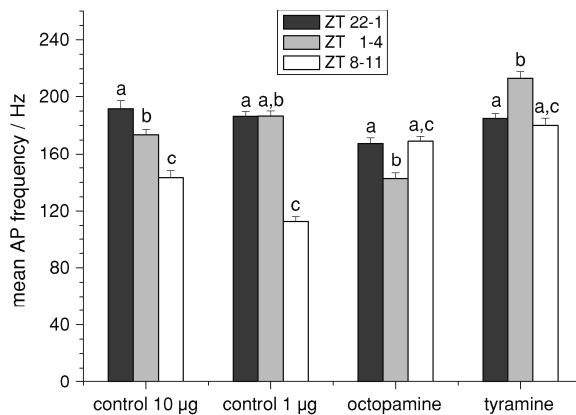 ZT 22-1
ZT 1-4
ZT 8-11
mean AP frequency / Hz
240
200
160
120
80
40
0
a b c
a a,b c
a b a,c
a b a,c
control 10 µg control 1 µg octopamine tyramine